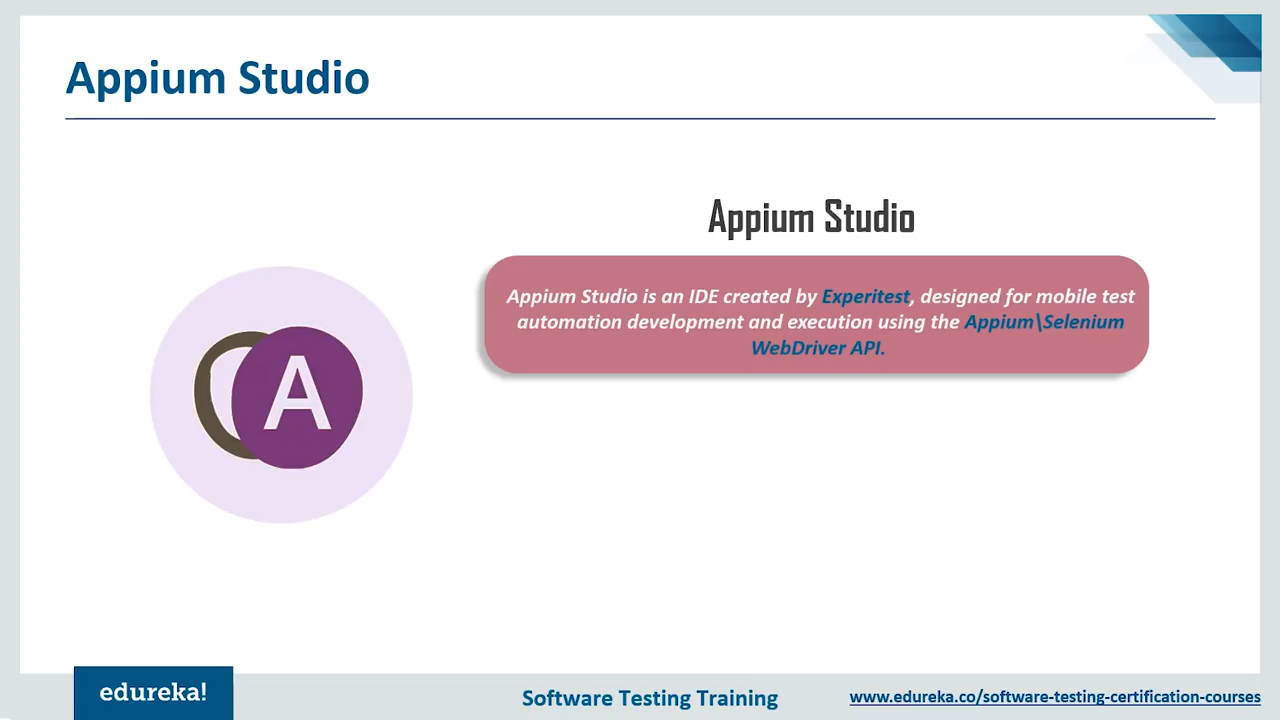 Appium Studio
Appium Studio
Appium Studio is an IDE created by Experitest, designed for mobile test
automation development and execution using the Appium\Selenium
WebDriver API.
A
edureka!
Software Testing Training
www.edureka.co/software-testing-certification-courses